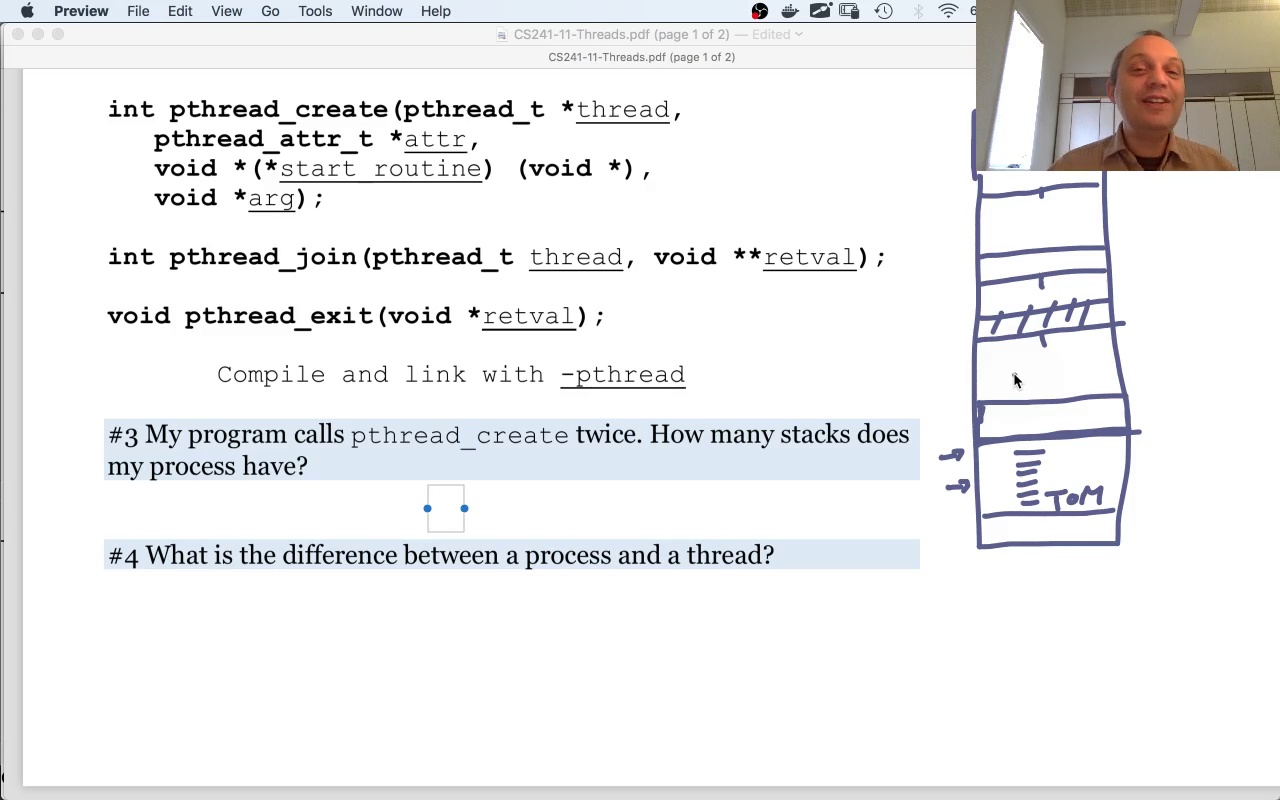 Preview File Edit View Go Tools Window Help 6
CS241-11-Threads.pdf (page 1 of 2) — Edited
CS241-11-Threads.pdf (page 1 of 2)
int pthread_create(pthread_t *thread,
pthread_attr_t *attr,
void *(*start_routine) (void *),
void *arg);
int pthread_join(pthread_t thread, void **retval);
void pthread_exit(void *retval);
Compile and link with -pthread
#3 My program calls pthread_create twice. How many stacks does
my process have?
TOM
#4 What is the difference between a process and a thread?